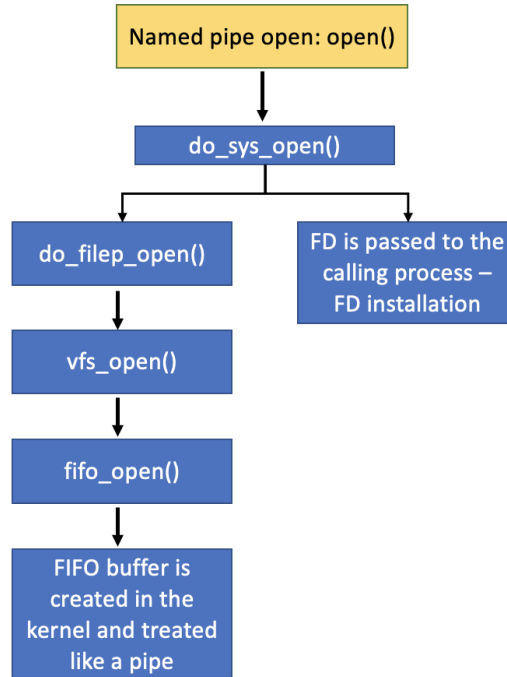 Named pipe open: open()
do_sys_open()
do_filep_open()
FD is passed to the
calling process –
FD installation
vfs_open()
fifo_open()
FIFO buffer is
created in the
kernel and treated
like a pipe